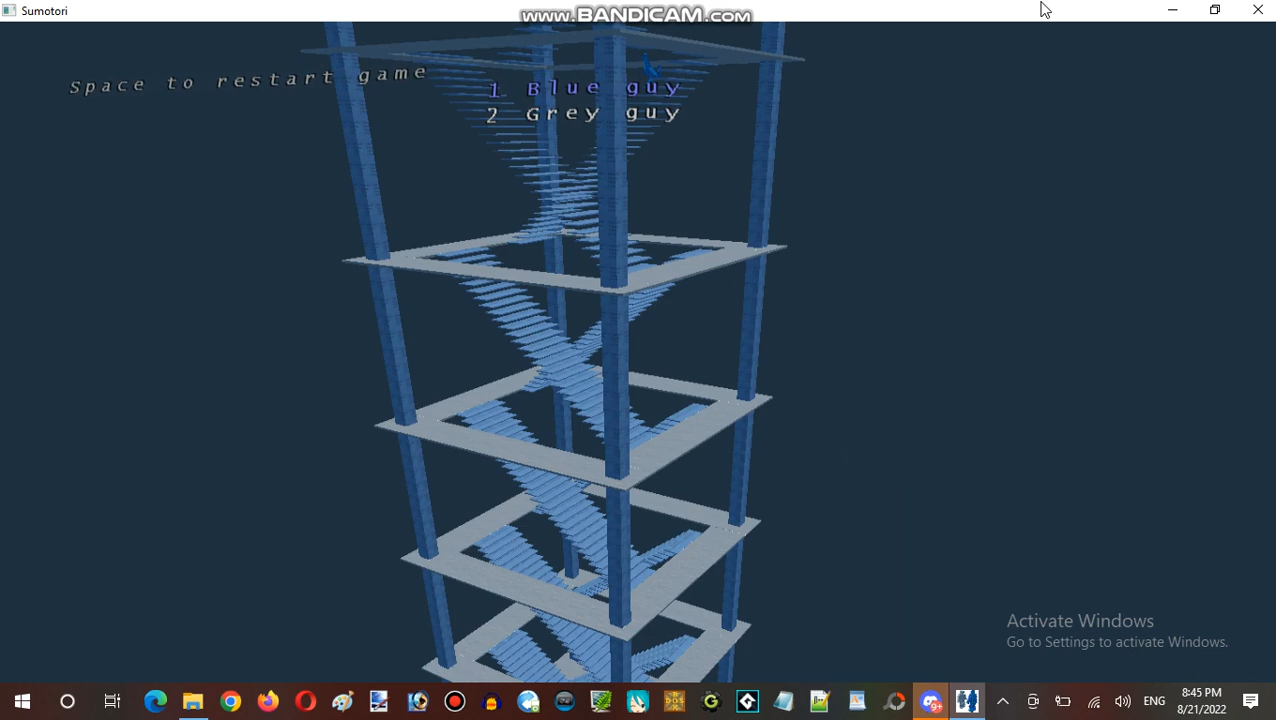 Sumotori
www.BANDICAM.com
Space to restart game
1 Blue guy
2 Grey guy
Activate Windows
Go to Settings to activate Windows.
ENG
8:45 PM
8/21/2022